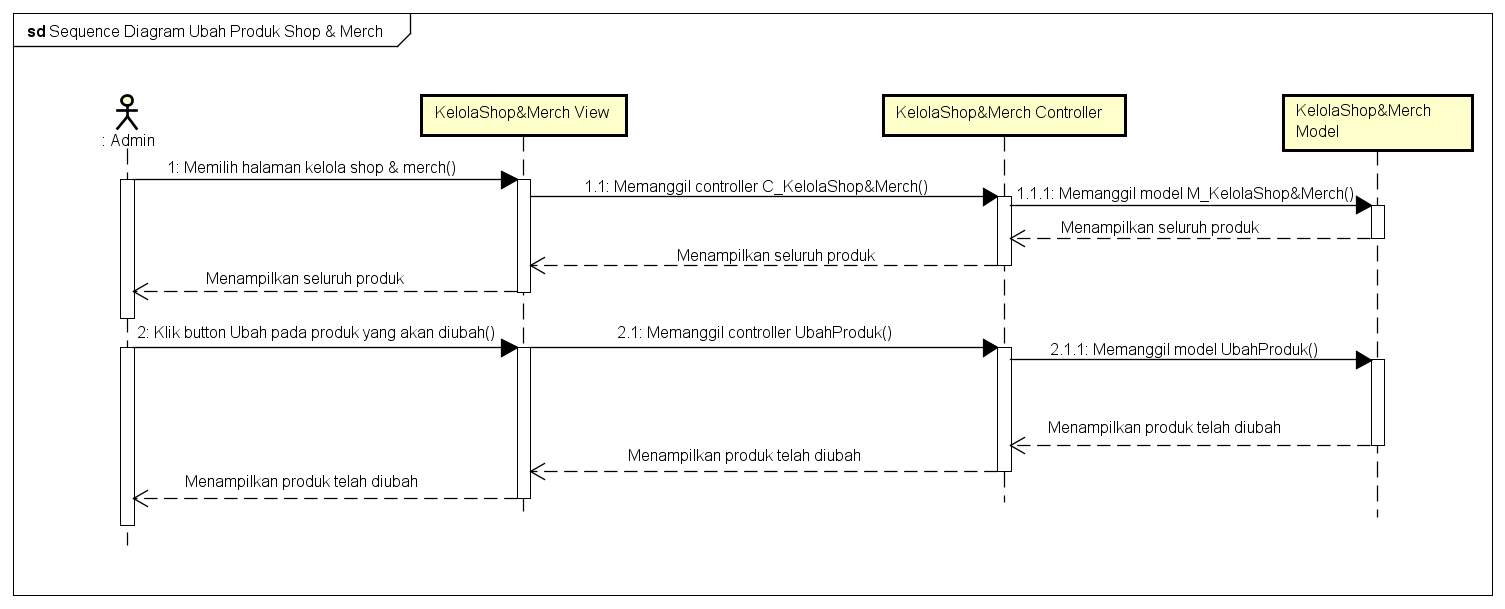 sd Sequence Diagram Ubah Produk Shop & Merch
KelolaShop&Merch View
KelolaShop&Merch Controller
KelolaShop&Merch
Model
: Admin
1: Memilih halaman kelola shop & merch()
1.1: Memanggil controller C_KelolaShop&Merch()
1.1.1: Memanggil model M_KelolaShop&Merch()
Menampilkan seluruh produk
Menampilkan seluruh produk
Menampilkan seluruh produk
2: Klik button Ubah pada produk yang akan diubah()
2.1: Memanggil controller UbahProduk()
2.1.1: Memanggil model UbahProduk()
Menampilkan produk telah diubah
Menampilkan produk telah diubah
Menampilkan produk telah diubah